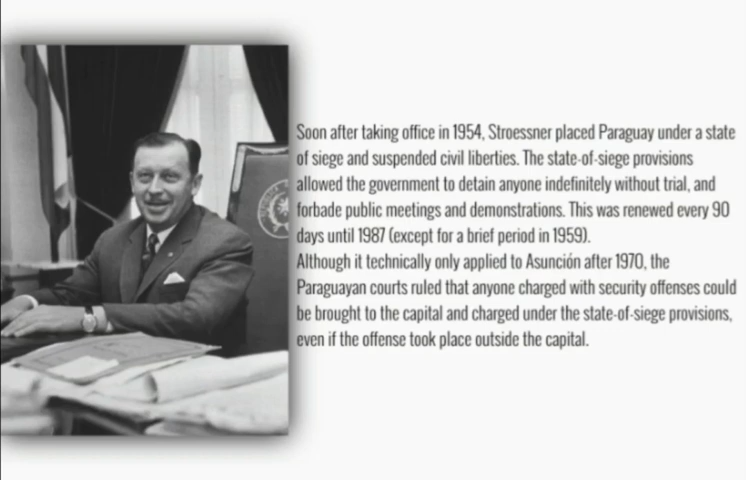 Soon after taking office in 1954, Stroessner placed Paraguay under a state
of siege and suspended civil liberties. The state-of-siege provisions
allowed the government to detain anyone indefinitely without trial, and
forbade public meetings and demonstrations. This was renewed every 90
days until 1987 (except for a brief period in 1959).
Although it technically only applied to Asunción after 1970, the
Paraguayan courts ruled that anyone charged with security offenses could
be brought to the capital and charged under the state-of-siege provisions,
even if the offense took place outside the capital.